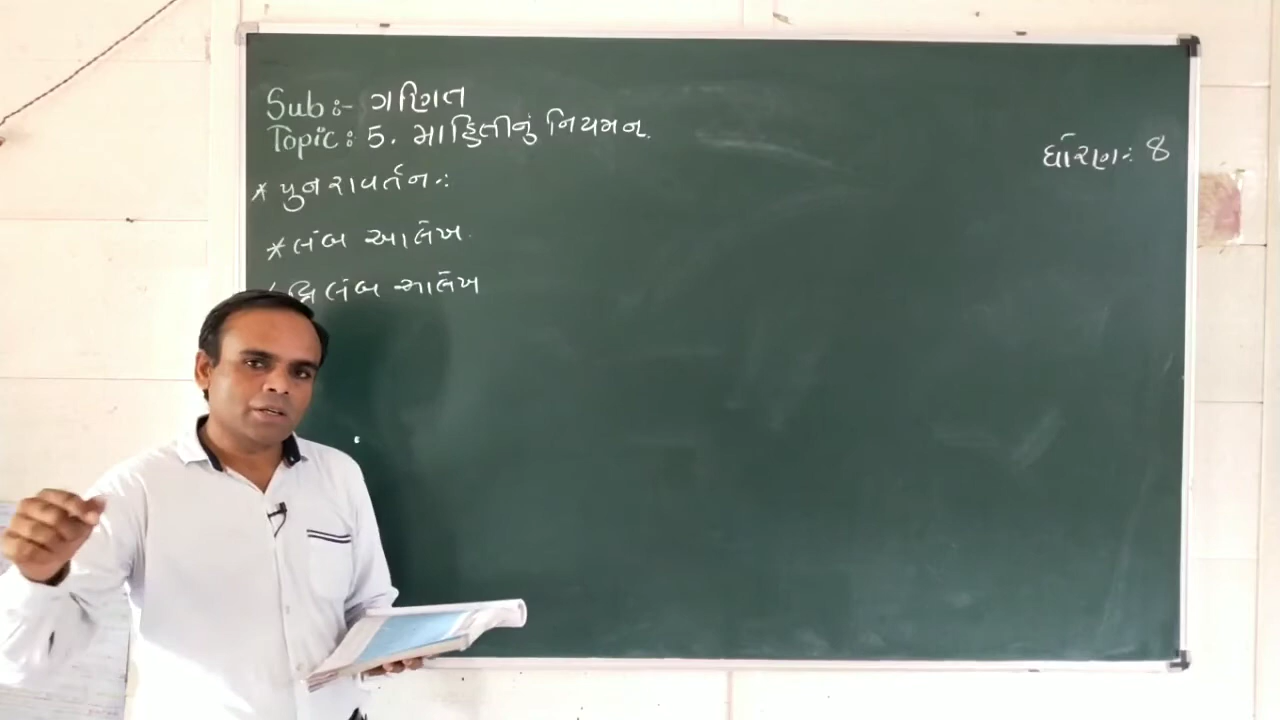 Sub :- ગણિત
Topic : 5. માહિતીનું નિયમન.
ધોરણ : 8
* પુનરાવર્તન :
* લંબ આલેખ
દ્વિલંબ આલેખ